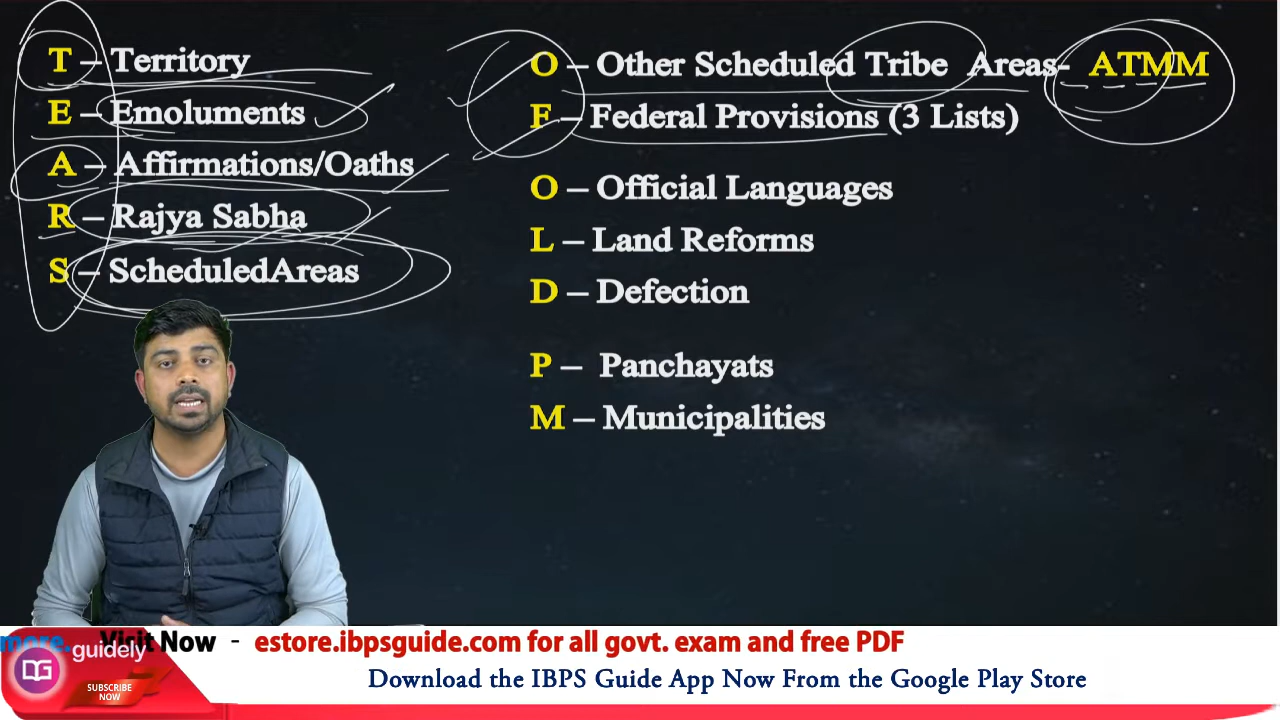 T – Territory
E – Emoluments
A – Affirmations/Oaths
R – Rajya Sabha
S – ScheduledAreas
O – Other Scheduled Tribe Areas- ATMM
F – Federal Provisions (3 Lists)
O – Official Languages
L – Land Reforms
D – Defection
P – Panchayats
M – Municipalities
more. Visit Now - estore.ibpsguide.com for all govt. exam and free PDF
guidely
SUBSCRIBE
NOW
Download the IBPS Guide App Now From the Google Play Store